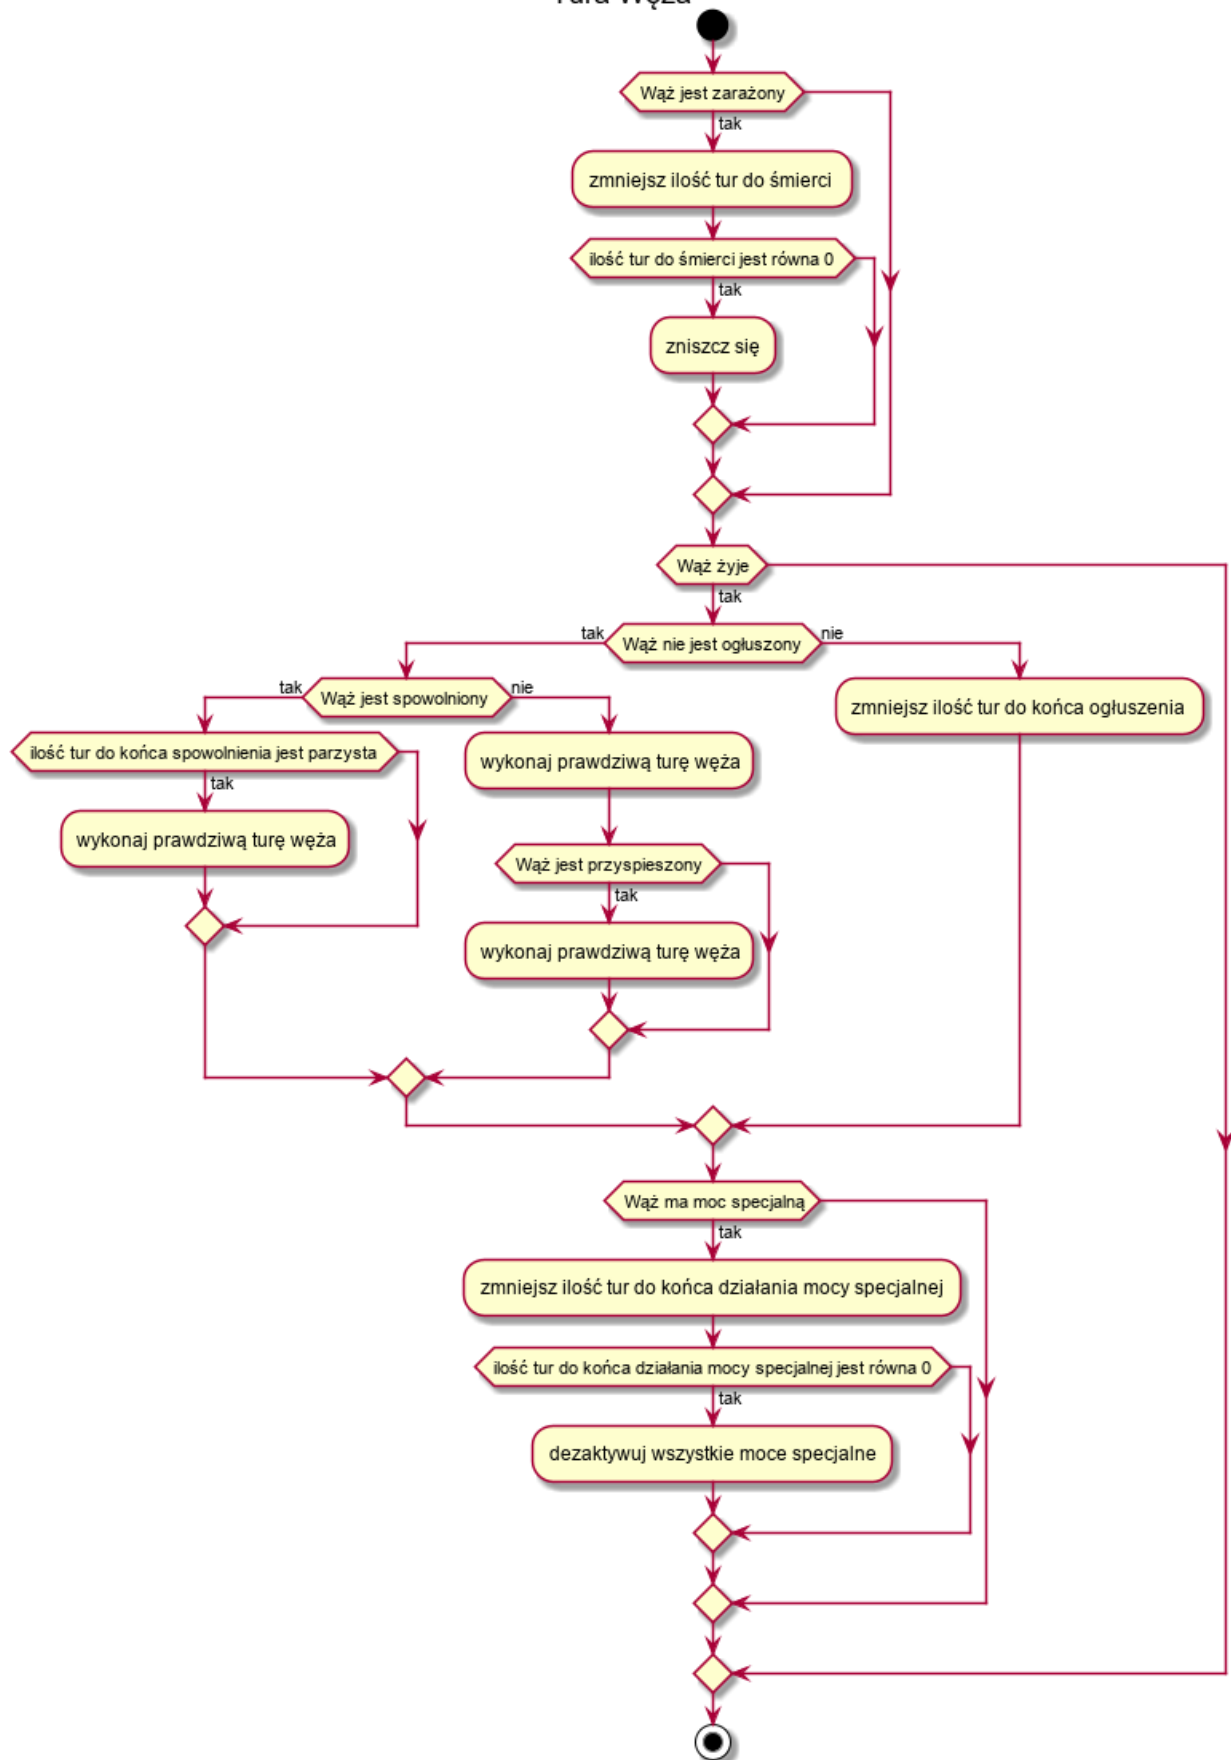 Tura Węża
Wąż jest zarażony
tak
zmniejsz ilość tur do śmierci
ilość tur do śmierci jest równa 0
tak
zniszcz się
Wąż żyje
tak
tak
Wąż nie jest ogłuszony
nie
tak
Wąż jest spowolniony
nie
zmniejsz ilość tur do końca ogłuszenia
ilość tur do końca spowolnienia jest parzysta
wykonaj prawdziwą turę węża
tak
wykonaj prawdziwą turę węża
Wąż jest przyspieszony
tak
wykonaj prawdziwą turę węża
Wąż ma moc specjalną
tak
zmniejsz ilość tur do końca działania mocy specjalnej
ilość tur do końca działania mocy specjalnej jest równa 0
tak
dezaktywuj wszystkie moce specjalne